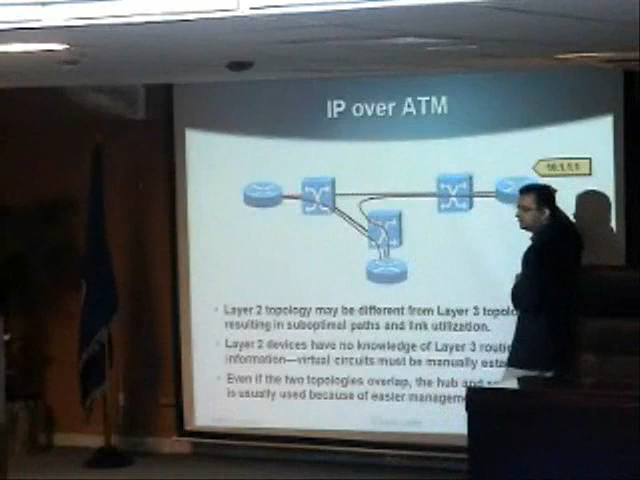 IP over ATM
10.1.1.1
Layer 2 topology may be different from Layer 3
resulting in suboptimal paths and link utilization.
Layer 2 devices have no knowledge of Layer 3
information—virtual circuits must be manually
Even if the two topologies overlap, the hub and
is usually used because of easier